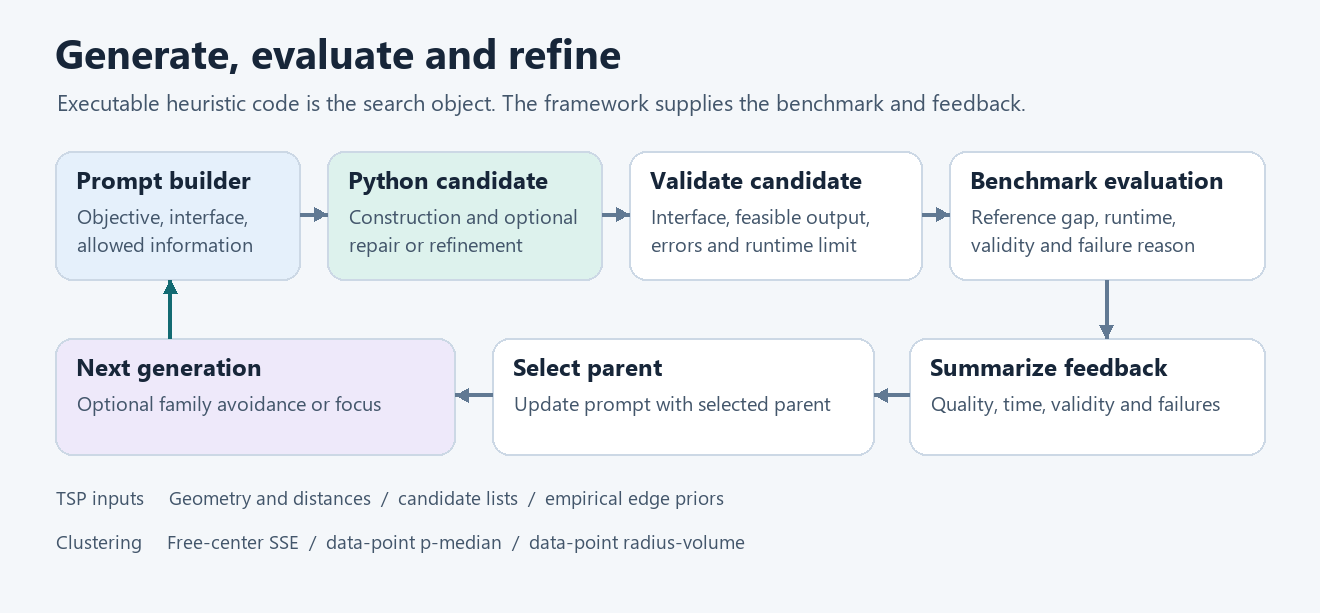 Generate, evaluate and refine
Executable heuristic code is the search object. The framework supplies the benchmark and feedback.
Prompt builder
Objective, interface,
allowed information
Python candidate
Construction and optional
repair or refinement
Validate candidate
Interface, feasible output,
errors and runtime limit
Benchmark evaluation
Reference gap, runtime,
validity and failure reason
Next generation
Optional family avoidance or focus
Select parent
Update prompt with selected parent
Summarize feedback
Quality, time, validity and failures
TSP inputs Geometry and distances / candidate lists / empirical edge priors
Clustering Free-center SSE / data-point p-median / data-point radius-volume